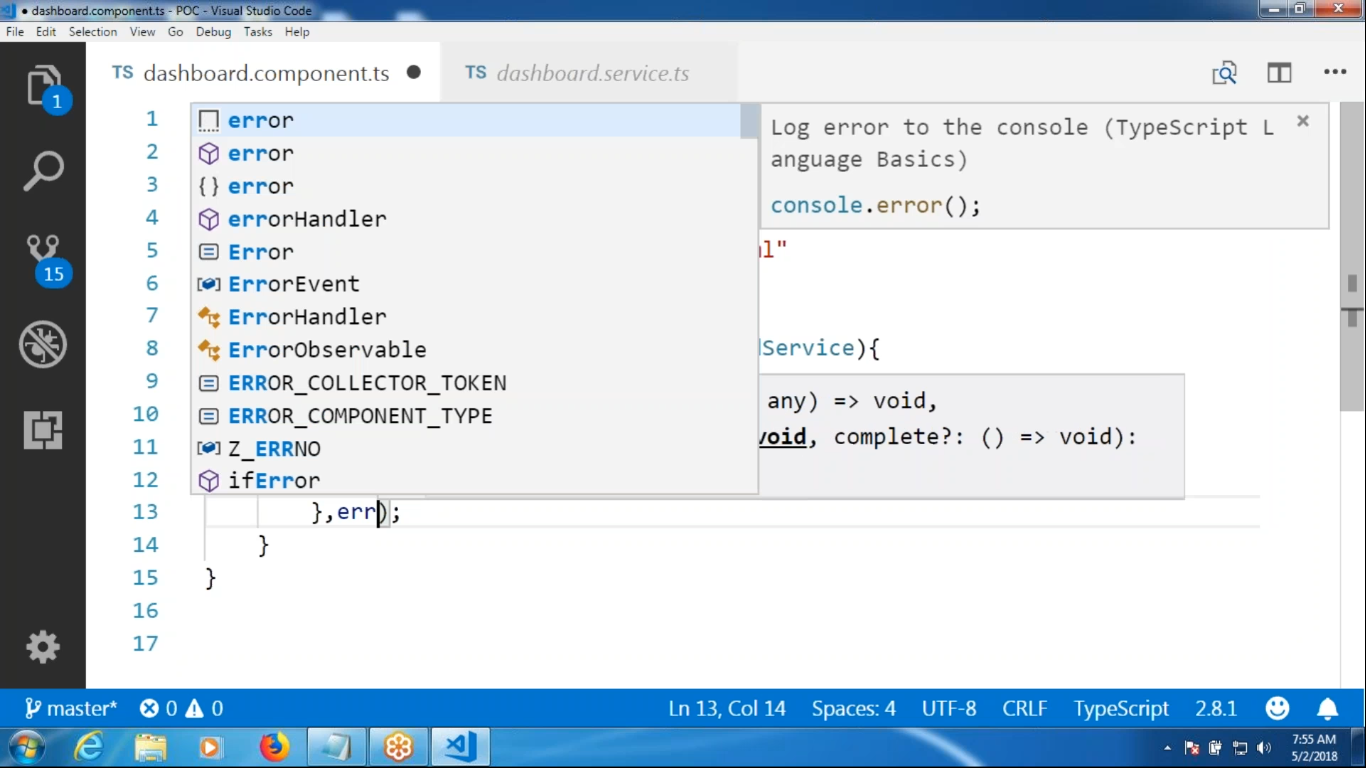 ● dashboard.component.ts - POC - Visual Studio Code
File Edit Selection View Go Debug Tasks Help
TS dashboard.component.ts ● TS dashboard.service.ts •••
1
1 error
2 error
3 {} error
4 errorHandler
5 Error
6 ErrorEvent
7 ErrorHandler
8 ErrorObservable
9 ERROR_COLLECTOR_TOKEN
10 ERROR_COMPONENT_TYPE
11 Z_ERRNO
12 ifError
Log error to the console (TypeScript L
anguage Basics)
console.error();
l"
Service){
any) => void,
void, complete?: () => void):
13 },err);
14 }
15 }
16
17
15
master* 0 0 Ln 13, Col 14 Spaces: 4 UTF-8 CRLF TypeScript 2.8.1
7:55 AM
5/2/2018